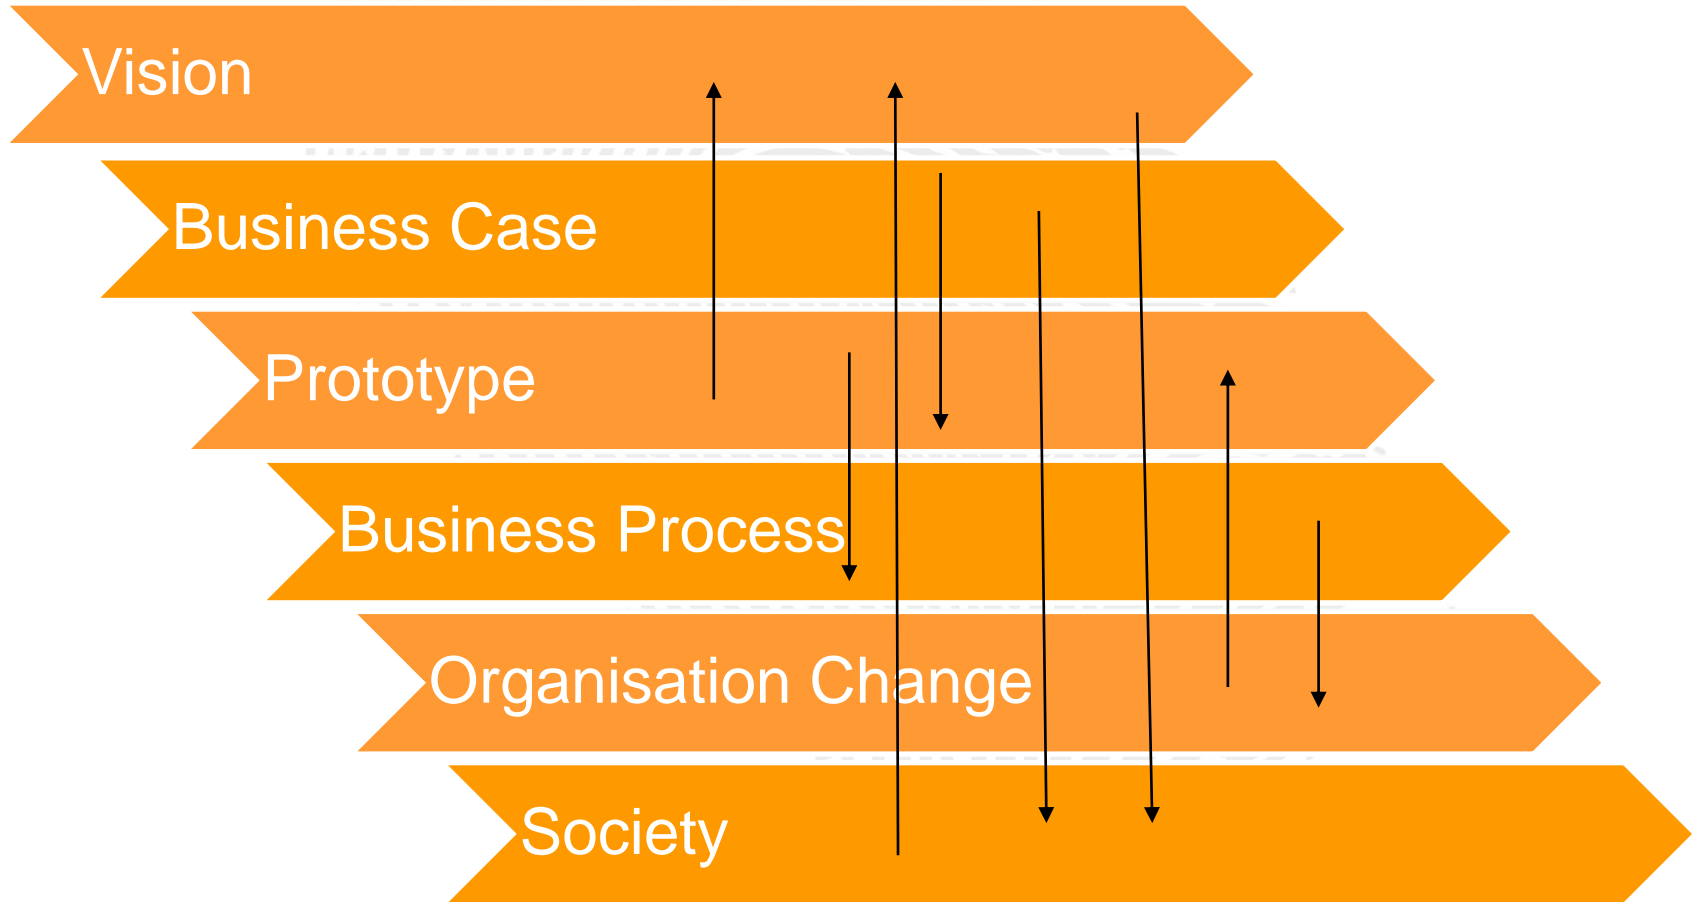 Vision
Business Case
Prototype
Business Process
Organisation Change
Society